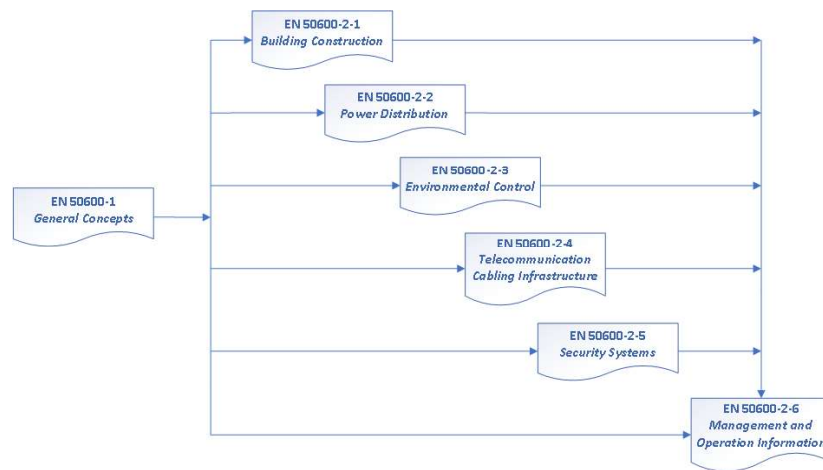 EN 50600-2-1
Building Construction
EN 50600-2-2
Power Distribution
EN 50600-2-3
Environmental Control
EN 50600-1
General Concepts
EN 50600-2-4
Telecommunication
Cabling Infrastructure
EN 50600-2-5
Security Systems
EN 50600-2-6
Management and
Operation Information